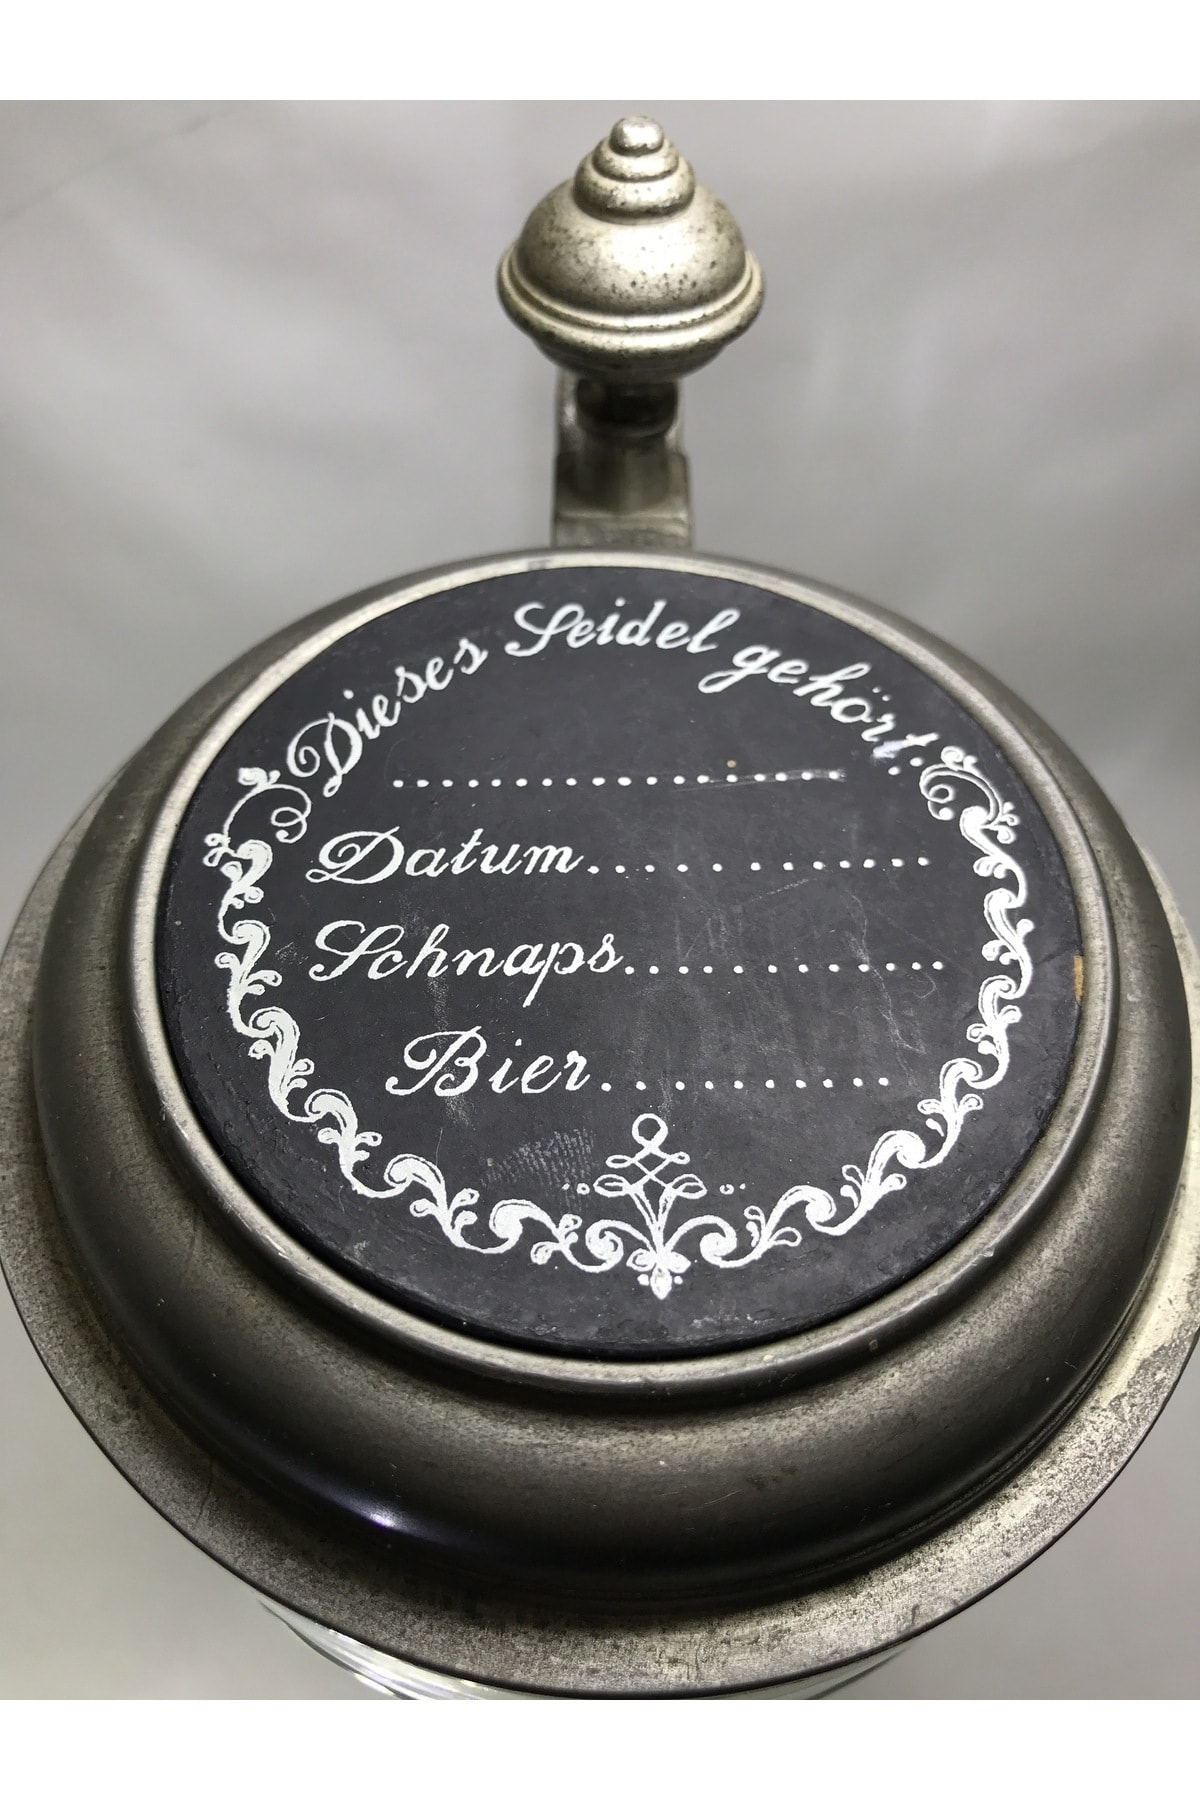 Dieses Seidel gehört:
.................
Datum.............
Schnaps............
Bier...........